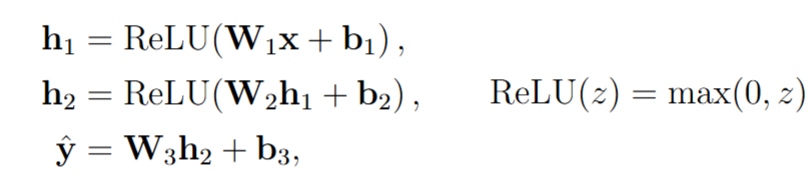 h₁ = ReLU(W₁x + b₁) ,
h₂ = ReLU(W₂h₁ + b₂) , ReLU(z) = max(0, z)
ŷ = W₃h₂ + b₃,